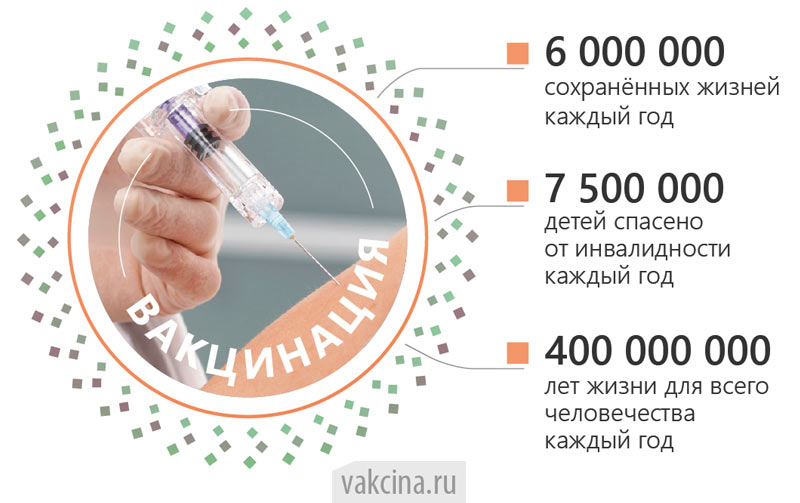 ВАКЦИНАЦИЯ
6 000 000
сохранённых жизней
каждый год
7 500 000
детей спасено
от инвалидности
каждый год
400 000 000
лет жизни для всего
человечества
каждый год
vakcina.ru